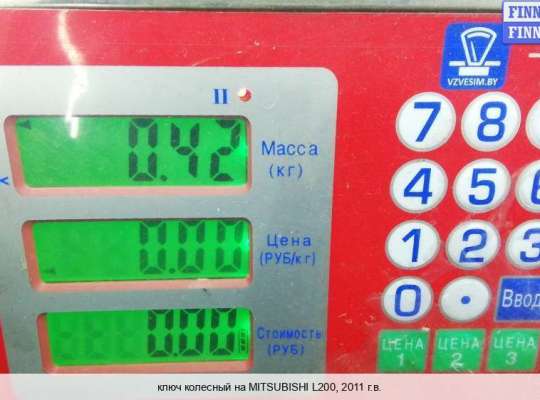 FINN
FINN
VZVESIM.BY
II
0.42
Масса
(кг)
7 8
4 5 6
0.00
Цена
(РУБ/кг)
1 2 3
0 . Ввод
0.00
Стоимость
(РУБ)
ЦЕНА 1
ЦЕНА 2
ЦЕНА 3
ключ колесный на MITSUBISHI L200, 2011 г.в.